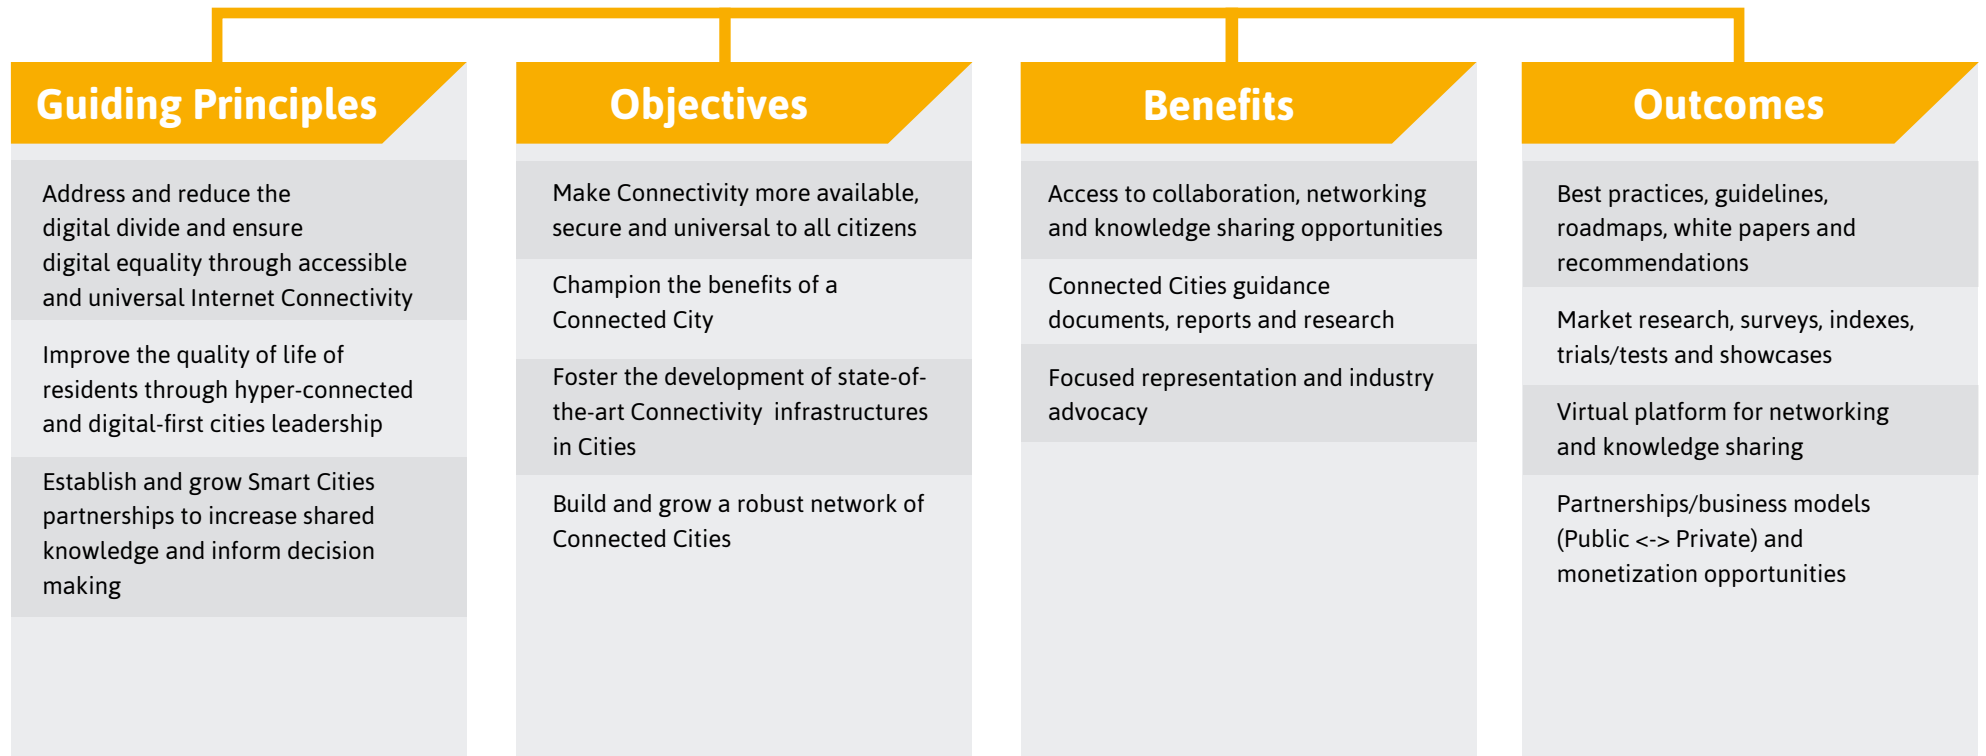 Guiding Principles
Address and reduce the
digital divide and ensure
digital equality through accessible
and universal Internet Connectivity
Improve the quality of life of
residents through hyper-connected
and digital-first cities leadership
Establish and grow Smart Cities
partnerships to increase shared
knowledge and inform decision
making
Objectives
Make Connectivity more available,
secure and universal to all citizens
Champion the benefits of a
Connected City
Foster the development of state-of-
the-art Connectivity  infrastructures
in Cities
Build and grow a robust network of
Connected Cities
Benefits
Access to collaboration, networking
and knowledge sharing opportunities
Connected Cities guidance
documents, reports and research
Focused representation and industry
advocacy
Outcomes
Best practices, guidelines,
roadmaps, white papers and
recommendations
Market research, surveys, indexes,
trials/tests and showcases
Virtual platform for networking
and knowledge sharing
Partnerships/business models
(Public <-> Private) and
monetization opportunities